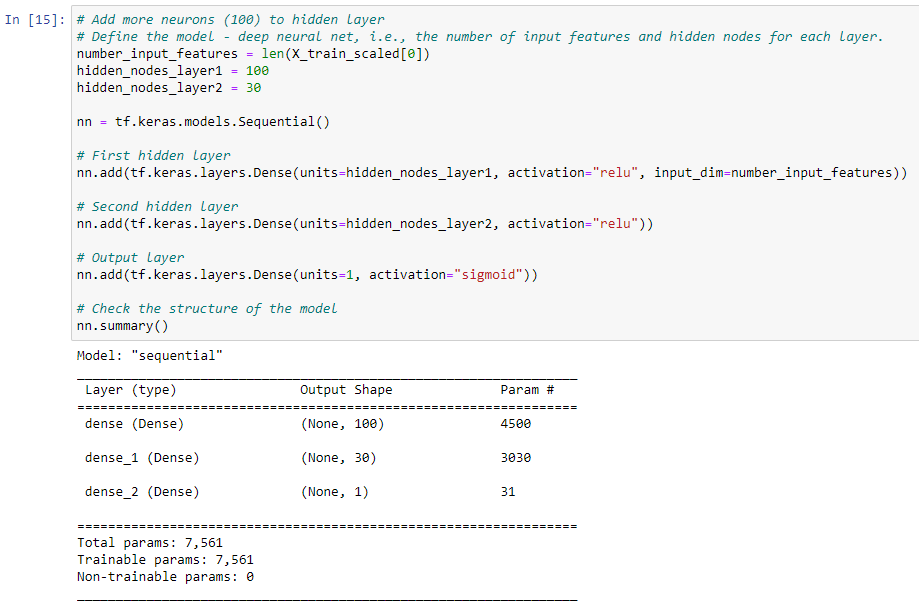 In [15]: # Add more neurons (100) to hidden layer
# Define the model - deep neural net, i.e., the number of input features and hidden nodes for each layer.
number_input_features = len(X_train_scaled[0])
hidden_nodes_layer1 = 100
hidden_nodes_layer2 = 30
nn = tf.keras.models.Sequential()
# First hidden layer
nn.add(tf.keras.layers.Dense(units=hidden_nodes_layer1, activation="relu", input_dim=number_input_features))
# Second hidden layer
nn.add(tf.keras.layers.Dense(units=hidden_nodes_layer2, activation="relu"))
# Output layer
nn.add(tf.keras.layers.Dense(units=1, activation="sigmoid"))
# Check the structure of the model
nn.summary()
Model: "sequential"
_________________________________________________________________
Layer (type) Output Shape Param #
=================================================================
dense (Dense) (None, 100) 4500
dense_1 (Dense) (None, 30) 3030
dense_2 (Dense) (None, 1) 31
=================================================================
Total params: 7,561
Trainable params: 7,561
Non-trainable params: 0
_________________________________________________________________